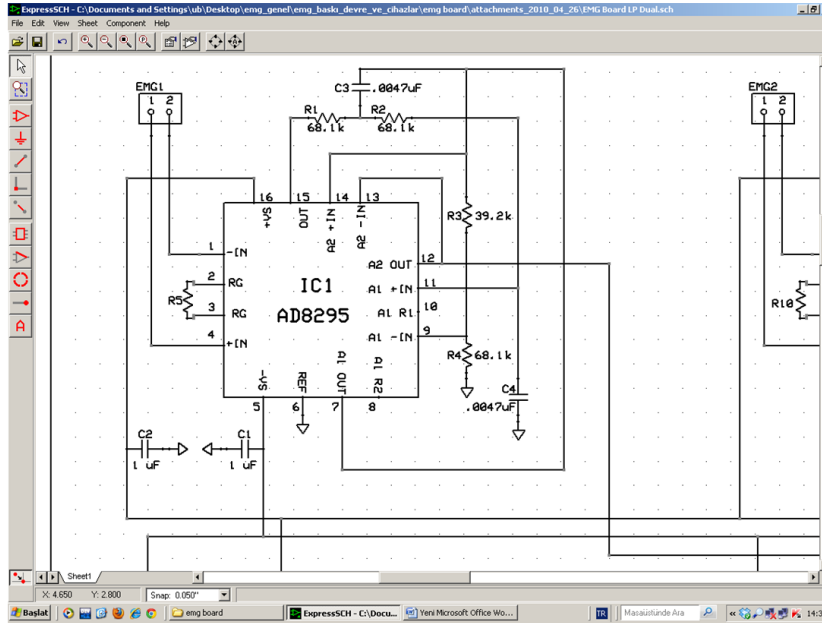 ExpressSCH - C:\Documents and Settings\ub\Desktop\emg_genel\emg_baskı_devre_ve_cihazlar\emg board\attachments_2010_04_26\EMG Board LP Dual.sch
File Edit View Sheet Component Help
EMG1
1 2
EMG2
1 2
C3 .0047uF
R1 R2
68.1k 68.1k
16 15 14 13
+VS OUT A2 +IN A2 -IN
R3 39.2k
1 -IN
A2 OUT 12
2 RG
A1 +IN 11
R5
IC1
R10
3 RG
A1 R1 10
AD8295
4 +IN
A1 -IN 9
R4 68.1k
-VS REF A1 OUT A1 R2
5 6 7 8
C4
.0047uF
C2 C1
1 uF 1 uF
Sheet1
X: 4.650 Y: 2.800 Snap: 0.050"
Başlat emg board ExpressSCH - C:\Docu... Yeni Microsoft Office Wo... TR Masaüstünde Ara